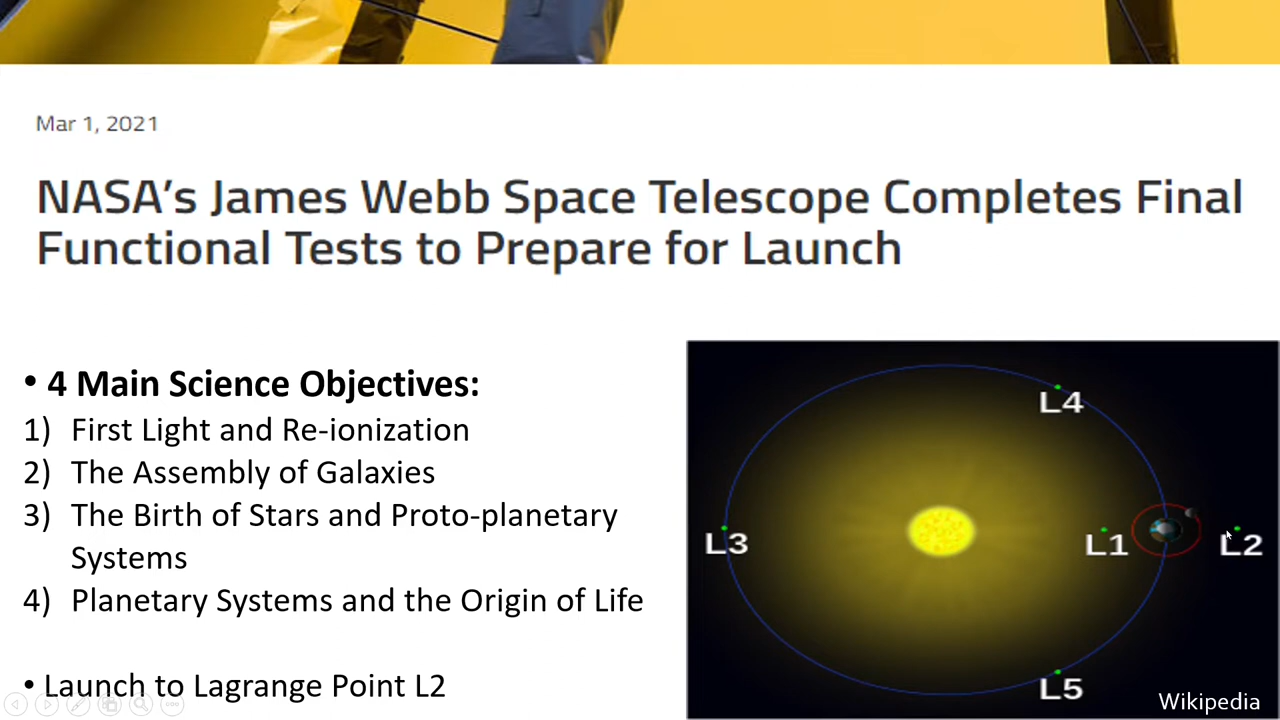 Mar 1, 2021
NASA's James Webb Space Telescope Completes Final
Functional Tests to Prepare for Launch
• 4 Main Science Objectives:
1) First Light and Re-ionization
2) The Assembly of Galaxies
3) The Birth of Stars and Proto-planetary
Systems
4) Planetary Systems and the Origin of Life
• Launch to Lagrange Point L2
L4
L3
L1
L2
L5
Wikipedia